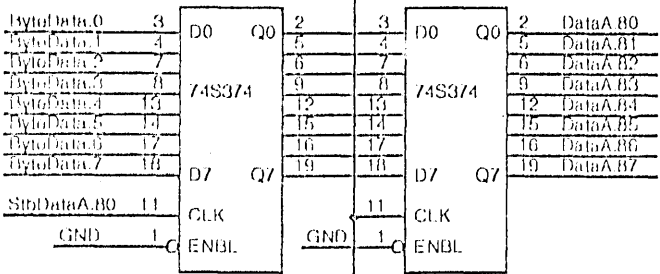 ByteData.0 3 D0 Q0 2 3 D0 Q0 2 DataA.80
ByteData.1 4 5 4 5 DataA.81
ByteData.2 7 6 7 6 DataA.82
ByteData.3 8 74S374 9 8 74S374 9 DataA.83
ByteData.4 13 12 13 12 DataA.84
ByteData.5 14 15 14 15 DataA.85
ByteData.6 17 16 17 16 DataA.86
ByteData.7 18 D7 Q7 19 18 D7 Q7 19 DataA.87
StbDataA.80 11 CLK 11 CLK
GND 1 ENBL GND 1 ENBL